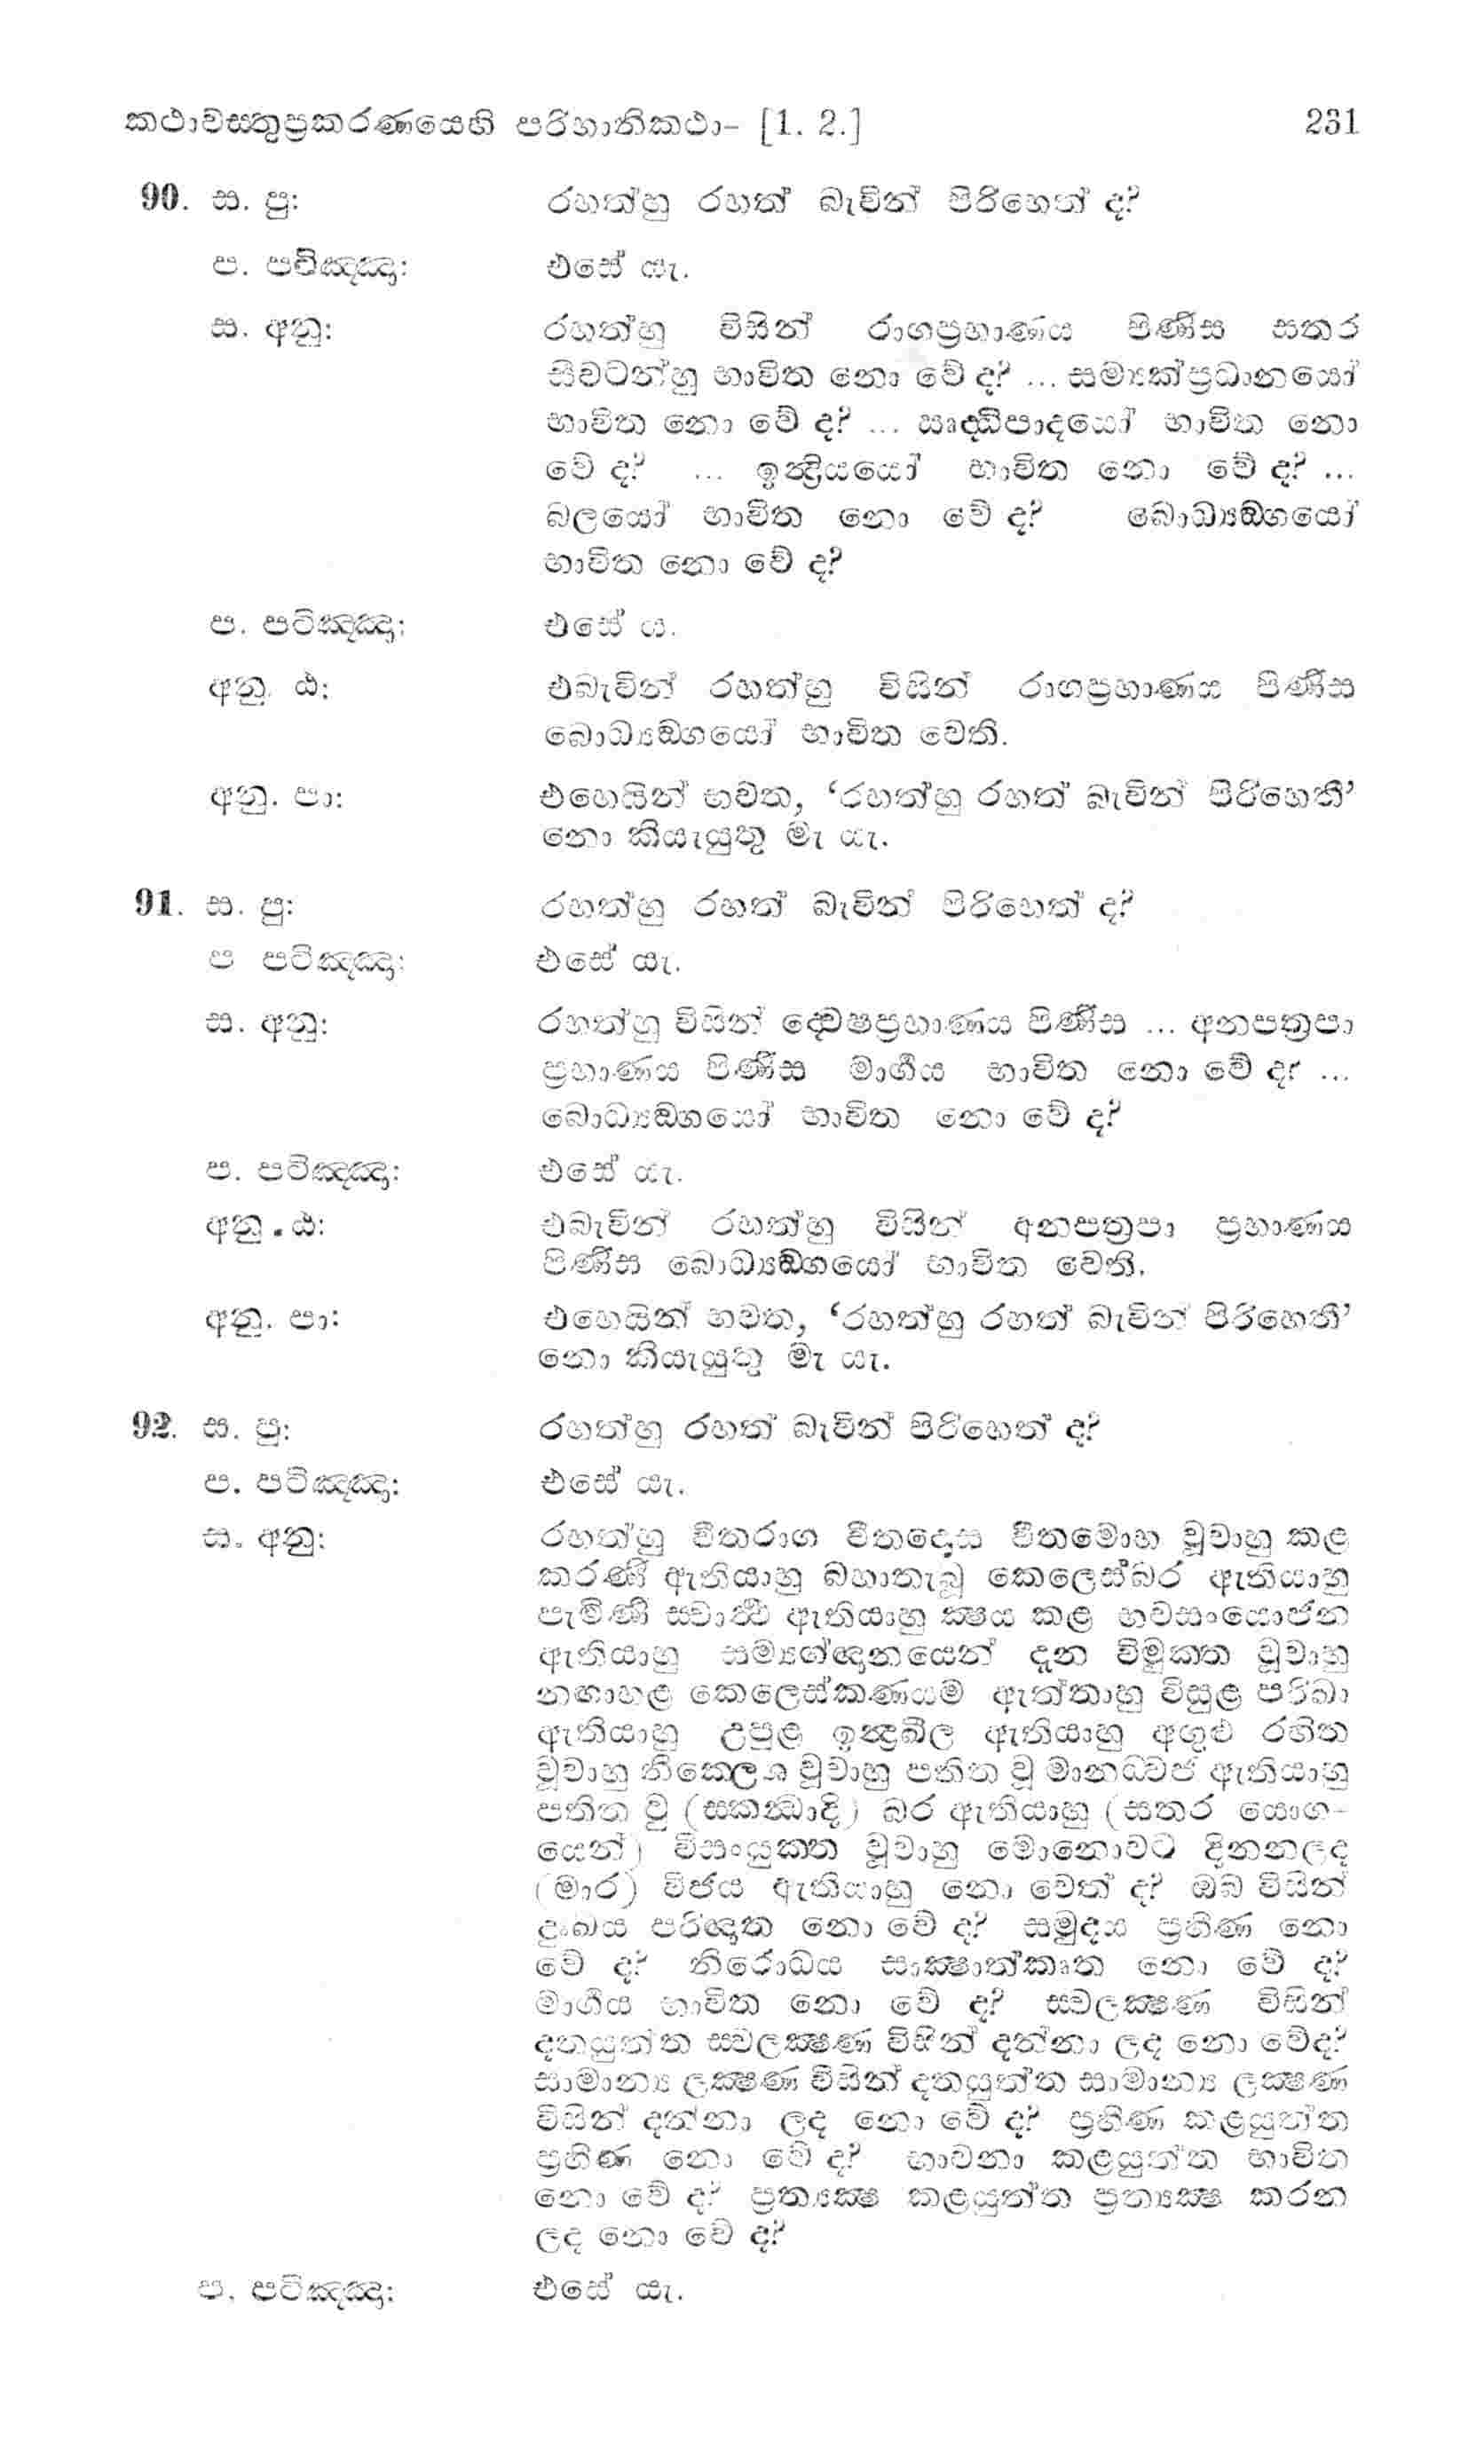 කථාවස්තුප්‍රකරණයෙහි පරිහානිකථා- [1. 2.] 231
90. ස. පු: රහත්හු රහත් බැවින් පිරිහෙත් ද?
ප. පටිඤ්ඤා: එසේ යැ.
ස. අනු: රහත්හු විසින් රාගප්‍රහාණය පිණිස සතර
සිවටන්හු භාවිත නො වේ ද? ... සම්‍යක්ප්‍රධානයෝ
භාවිත නො වේ ද? ... ඍද්ධිපාදයෝ භාවිත නො
වේ ද? ... ඉන්ද්‍රියයෝ භාවිත නො වේ ද? ...
බලයෝ භාවිත නො වේ ද? බොධ්‍යඞ්ගයෝ
භාවිත නො වේ ද?
ප. පටිඤ්ඤා: එසේ ය.
අනු. ඨ: එබැවින් රහත්හු විසින් රාගප්‍රහාණය පිණිස
බොධ්‍යඞ්ගයෝ භාවිත වෙති.
අනු. පා: එහෙයින් භවත, ‘රහත්හු රහත් බැවින් පිරිහෙතී’
නො කියැයුතු මැ යැ.
91. ස. පු: රහත්හු රහත් බැවින් පිරිහෙත් ද?
ප පටිඤ්ඤා: එසේ යැ.
ස. අනු: රහත්හු විසින් ද්වෙෂප්‍රහාණය පිණිස ... අනපත්‍රපා
ප්‍රහාණය පිණිස මාර්ගය භාවිත නො වේ ද? ...
බොධ්‍යඞ්ගයෝ භාවිත නො වේ ද?
ප. පටිඤ්ඤා: එසේ යැ.
අනු. ඨ: එබැවින් රහත්හු විසින් අනපත්‍රපා ප්‍රහාණය
පිණිස බොධ්‍යඞ්ගයෝ භාවිත වෙති.
අනු. පා: එහෙයින් භවත, ‘රහත්හු රහත් බැවින් පිරිහෙතී’
නො කියැයුතු මැ යැ.
92. ස. පු: රහත්හු රහත් බැවින් පිරිහෙත් ද?
ප. පටිඤ්ඤා: එසේ යැ.
ස. අනු: රහත්හු වීතරාග වීතදොස වීතමොහ වූවාහු කළ
කරණී ඇතියාහු බහාතැබූ කෙලෙස්බර ඇතියාහු
පැමිණි ස්වාර්ථ ඇතියාහු ක්‍ෂය කළ භවසංයොජන
ඇතියාහු සම්‍යග්ඥානයෙන් දැන විමුක්ත වූවාහු
නඟාහළ කෙලෙස්කණයම් ඇත්තාහු විසුළ පරිඛා
ඇතියාහු උපුළ ඉන්ද්‍රඛීල ඇතියාහු අගුළු රහිත
වූවාහු නික්ලෙශ වූවාහු පතිත වූ මානධ්වජ ඇතියාහු
පතිත වු (ස්කන්ධාදි) බර ඇතියාහු (සතර යොග-
යෙන්) විසංයුක්ත වූවාහු මොනොවට දිනනලද
(මාර) විජය ඇතියාහු නො වෙත් ද? ඔබ විසින්
දුඃඛය පරිඥාත නො වේ ද? සමුදය ප්‍රහීණ නො
වේ ද? නිරොධය සාක්‍ෂාත්කෘත නො වේ ද?
මාර්ගය භාවිත නො වේ ද? ස්වලක්‍ෂණ විසින්
දතයුත්ත ස්වලක්‍ෂණ විසින් දන්නා ලද නො වේද?
සාමාන්‍ය ලක්‍ෂණ විසින් දතයුත්ත සාමාන්‍ය ලක්‍ෂණ
විසින් දන්නා ලද නො වේ ද? ප්‍රහීණ කළයුත්ත
ප්‍රහීණ නො වේ ද? භාවනා කළයුත්ත භාවිත
නො වේ ද? ප්‍රත්‍යක්‍ෂ කළයුත්ත ප්‍රත්‍යක්‍ෂ කරන
ලද නො වේ ද?
ප. පටිඤ්ඤා: එසේ යැ.